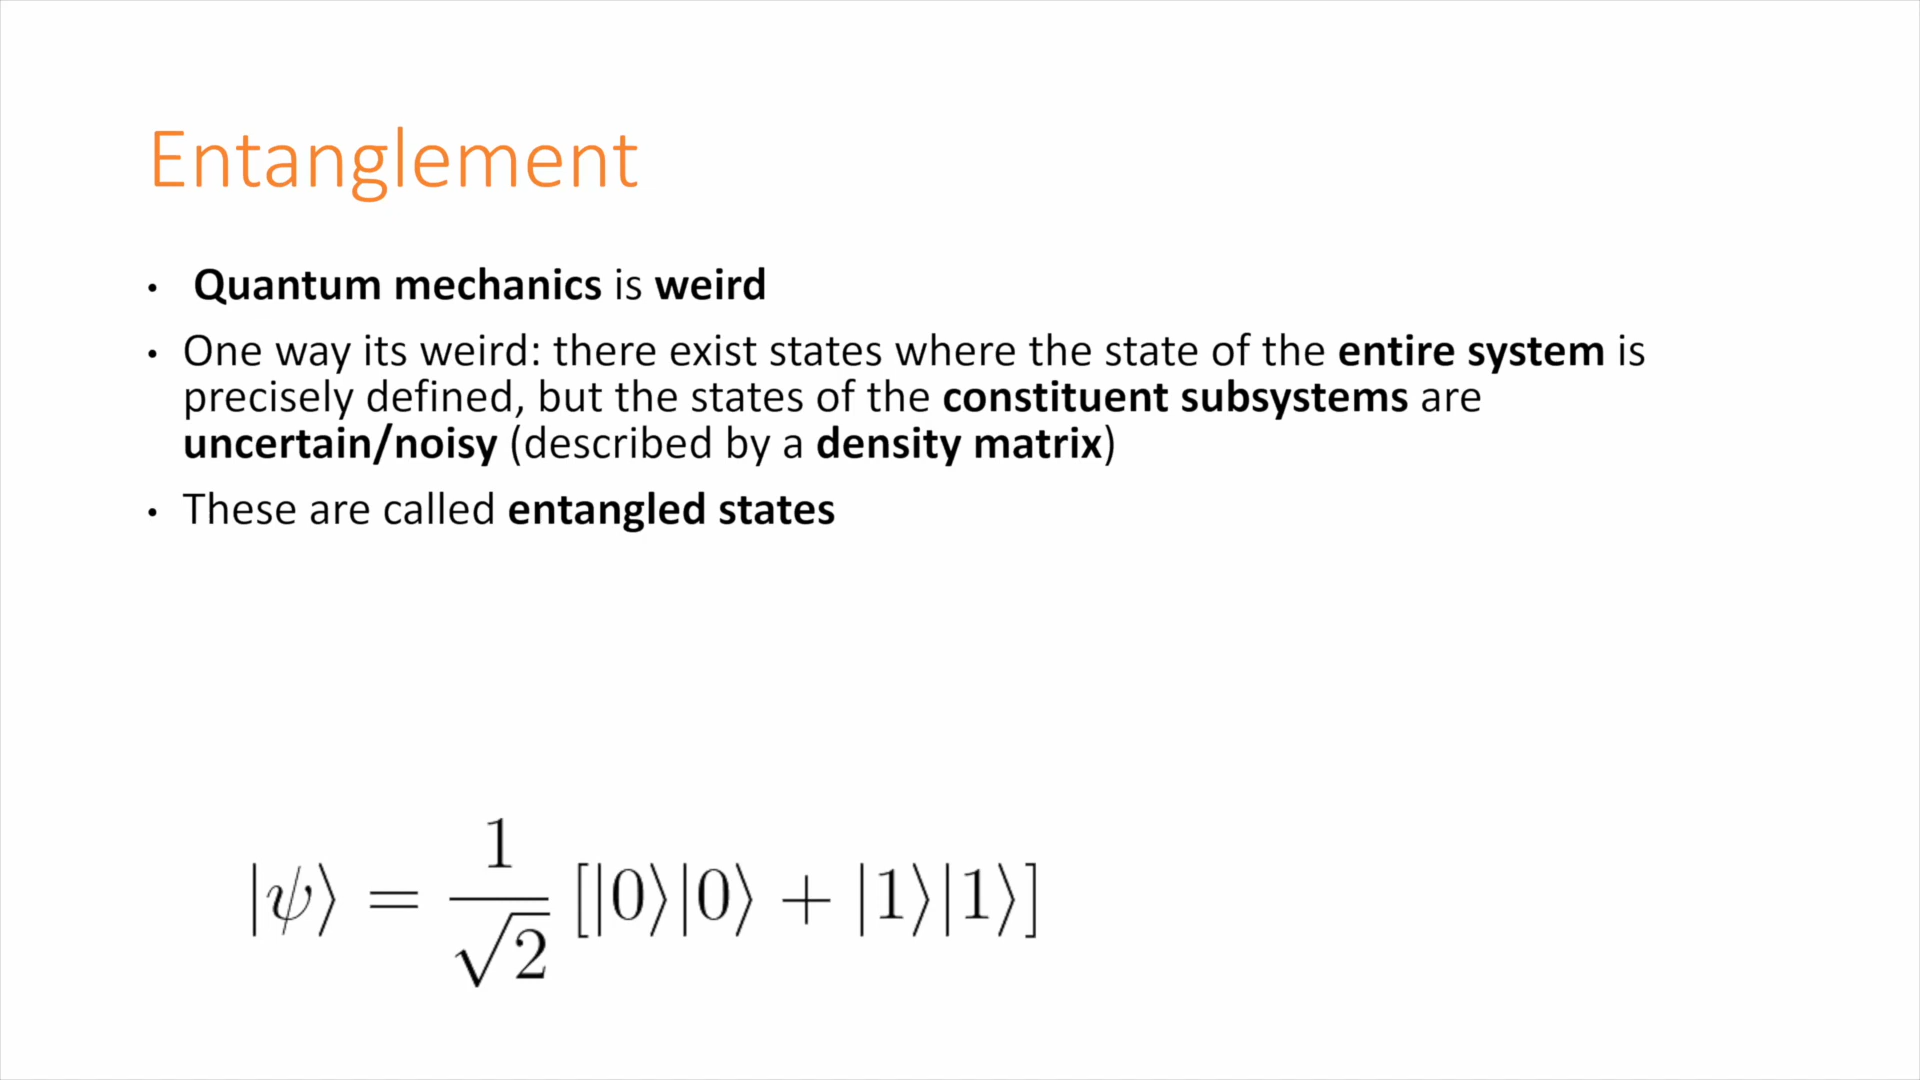 Entanglement
• Quantum mechanics is weird
• One way its weird: there exist states where the state of the entire system is
precisely defined, but the states of the constituent subsystems are
uncertain/noisy (described by a density matrix)
• These are called entangled states
|ψ⟩ = 1/√2 [|0⟩|0⟩ + |1⟩|1⟩]